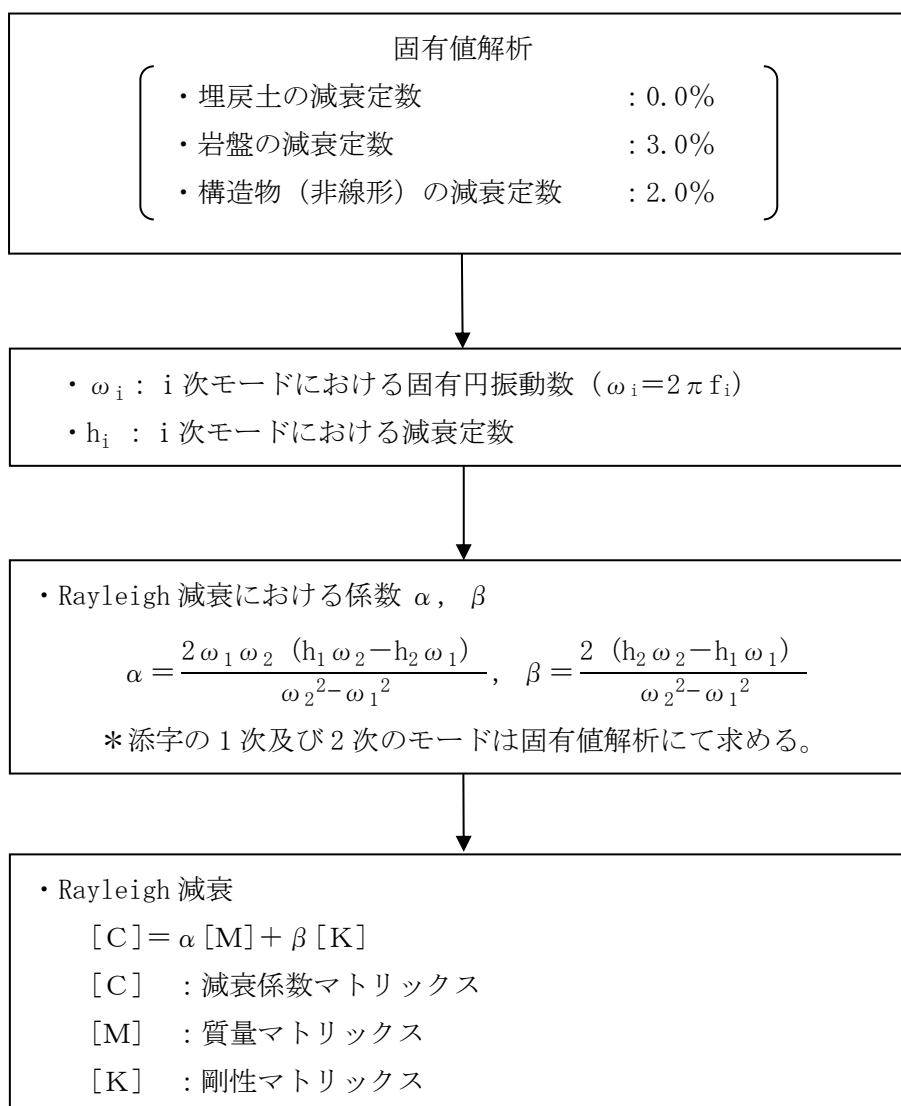 固有値解析
・埋戻土の減衰定数 :0.0%
・岩盤の減衰定数 :3.0%
・構造物（非線形）の減衰定数 :2.0%
・ωi：i次モードにおける固有円振動数（ωi＝2πfi）
・hi ：i次モードにおける減衰定数
・Rayleigh減衰における係数 α，β
α＝2ω1ω2（h1ω2－h2ω1）/ω2²－ω1²，β＝2（h2ω2－h1ω1）/ω2²－ω1²
＊添字の1次及び2次のモードは固有値解析にて求める。
・Rayleigh減衰
[C]＝α[M]＋β[K]
[C] :減衰係数マトリックス
[M] :質量マトリックス
[K] :剛性マトリックス